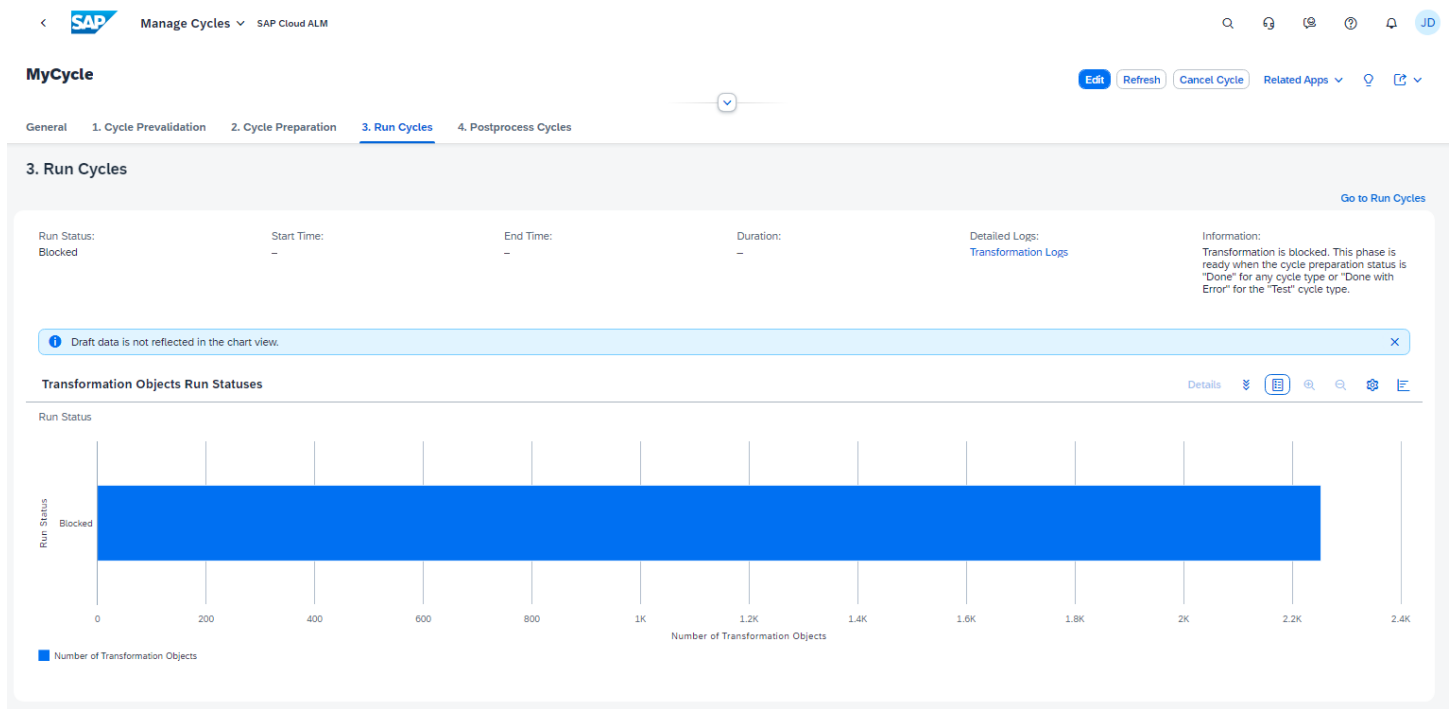 SAP Manage Cycles SAP Cloud ALM JD
MyCycle
Edit Refresh Cancel Cycle Related Apps
General 1. Cycle Prevalidation 2. Cycle Preparation 3. Run Cycles 4. Postprocess Cycles
3. Run Cycles
Go to Run Cycles
Run Status:
Blocked
Start Time:
–
End Time:
–
Duration:
–
Detailed Logs:
Transformation Logs
Information:
Transformation is blocked. This phase is
ready when the cycle preparation status is
"Done" for any cycle type or "Done with
Error" for the "Test" cycle type.
Draft data is not reflected in the chart view.
Transformation Objects Run Statuses Details
Run Status
Run Status
Blocked
0 200 400 600 800 1K 1.2K 1.4K 1.6K 1.8K 2K 2.2K 2.4K
Number of Transformation Objects
Number of Transformation Objects